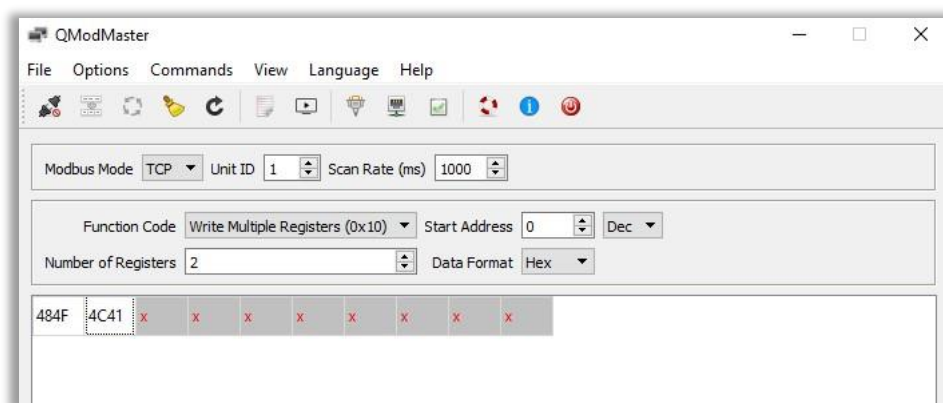 QModMaster
File Options Commands View Language Help
Modbus Mode TCP Unit ID 1 Scan Rate (ms) 1000
Function Code Write Multiple Registers (0x10) Start Address 0 Dec
Number of Registers 2 Data Format Hex
484F 4C41 x x x x x x x x